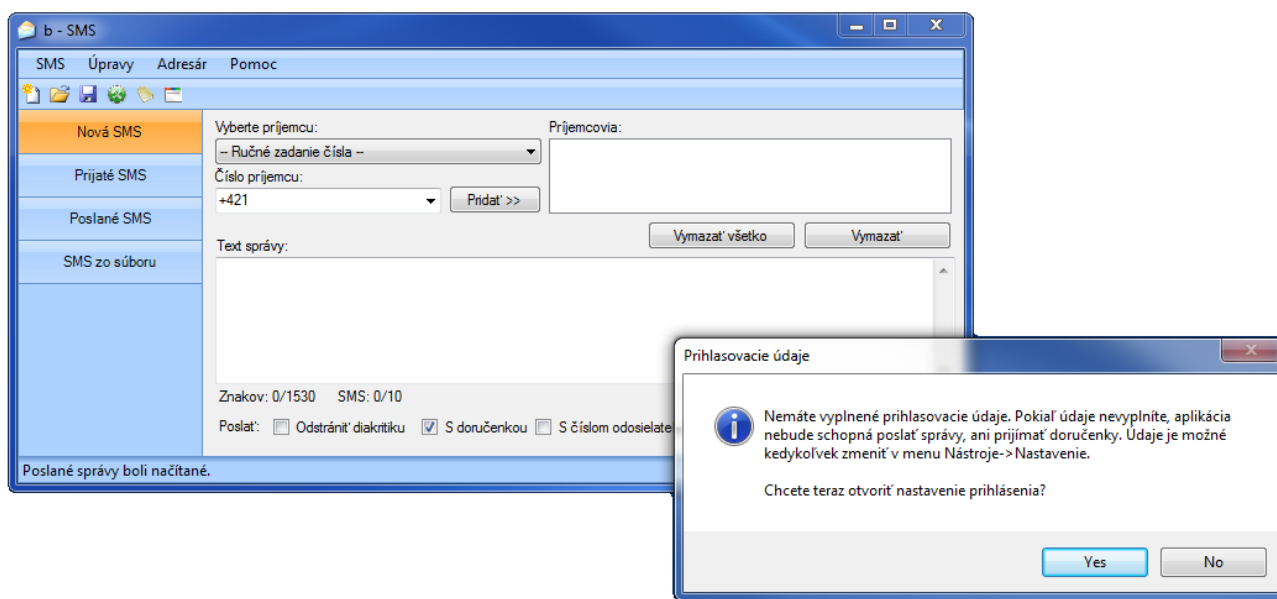 b - SMS
SMS Úpravy Adresár Pomoc
Nová SMS
Prijaté SMS
Poslané SMS
SMS zo súboru
Vyberte príjemcu:
-- Ručné zadanie čísla --
Číslo príjemcu:
+421
Pridať >>
Príjemcovia:
Vymazať všetko
Vymazať
Text správy:
Znakov: 0/1530 SMS: 0/10
Poslať: Odstrániť diakritiku S doručenkou S číslom odosielate
Poslané správy boli načítané.
Prihlasovacie údaje
Nemáte vyplnené prihlasovacie údaje. Pokiaľ údaje nevyplníte, aplikácia
nebude schopná poslať správy, ani prijímať doručenky. Údaje je možné
kedykoľvek zmeniť v menu Nástroje->Nastavenie.
Chcete teraz otvoriť nastavenie prihlásenia?
Yes
No